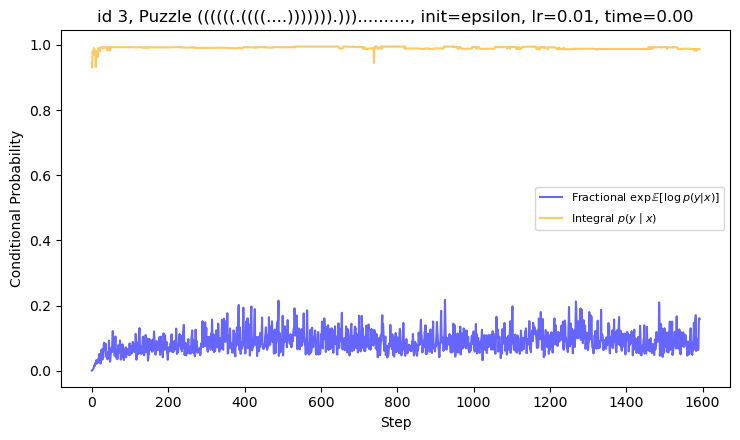 id 3, Puzzle ((((((.((((....))))))).))).........., init=epsilon, lr=0.01, time=0.00
Conditional Probability
1.0
0.8
0.6
0.4
0.2
0.0
Fractional exp𝔼[log p(y|x)]
Integral p(y | x)
0 200 400 600 800 1000 1200 1400 1600
Step